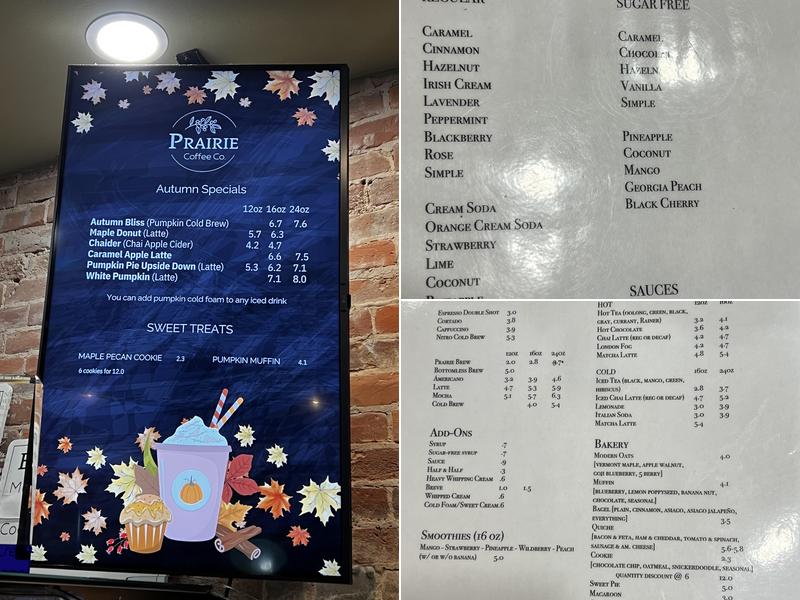 PRAIRIE
Coffee Co.
Autumn Specials
12oz 16oz 24oz
Autumn Bliss (Pumpkin Cold Brew) 6.7 7.6
Maple Donut (Latte) 5.7 6.3
Chaider (Chai Apple Cider) 4.2 4.7
Caramel Apple Latte 6.6 7.5
Pumpkin Pie Upside Down (Latte) 5.3 6.2 7.1
White Pumpkin (Latte) 7.1 8.0
You can add pumpkin cold foam to any iced drink
SWEET TREATS
MAPLE PECAN COOKIE 2.3 PUMPKIN MUFFIN 4.1
6 cookies for 12.0
REGULAR
CARAMEL
CINNAMON
HAZELNUT
IRISH CREAM
LAVENDER
PEPPERMINT
BLACKBERRY
ROSE
SIMPLE
CREAM SODA
ORANGE CREAM SODA
STRAWBERRY
LIME
COCONUT
SUGAR FREE
CARAMEL
CHOCOLATE
HAZELNUT
VANILLA
SIMPLE
PINEAPPLE
COCONUT
MANGO
GEORGIA PEACH
BLACK CHERRY
SAUCES
ESPRESSO DOUBLE SHOT 3.0
CORTADO 3.8
CAPPUCCINO 3.9
NITRO COLD BREW 5.3
12OZ 16OZ 24OZ
PRAIRIE BREW 2.0 2.8 3.7*
BOTTOMLESS BREW 5.0
AMERICANO 3.2 3.9 4.6
LATTE 4.7 5.3 5.9
MOCHA 5.1 5.7 6.3
COLD BREW 4.0 5.4
ADD-ONS
SYRUP .7
SUGAR-FREE SYRUP .7
SAUCE .9
HALF & HALF .3
HEAVY WHIPPING CREAM .6
BREVE 1.0 1.5
WHIPPED CREAM .6
COLD FOAM/SWEET CREAM .6
SMOOTHIES (16 OZ)
MANGO - STRAWBERRY - PINEAPPLE - WILDBERRY - PEACH
(W/ OR W/O BANANA) 5.0
HOT 12OZ 16OZ
HOT TEA (OOLONG, GREEN, BLACK,
GRAY, CURRANT, RAINIER) 3.2 4.1
HOT CHOCOLATE 3.6 4.2
CHAI LATTE (REG OR DECAF) 4.2 4.7
LONDON FOG 4.2 4.7
MATCHA LATTE 4.8 5.4
COLD 16OZ 24OZ
ICED TEA (BLACK, MANGO, GREEN,
HIBISCUS) 2.8 3.7
ICED CHAI LATTE (REG OR DECAF) 4.7 5.2
LEMONADE 3.0 3.9
ITALIAN SODA 3.0 3.9
MATCHA LATTE 5.4
BAKERY
MODERN OATS 4.0
[VERMONT MAPLE, APPLE WALNUT,
GOJI BLUEBERRY, 5 BERRY]
MUFFIN 4.1
[BLUEBERRY, LEMON POPPYSEED, BANANA NUT,
CHOCOLATE, SEASONAL]
BAGEL [PLAIN, CINNAMON, ASIAGO, ASIAGO JALAPEÑO,
EVERYTHING] 3.5
QUICHE
[BACON & FETA, HAM & CHEDDAR, TOMATO & SPINACH,
SAUSAGE & AM. CHEESE] 5.6-5.8
COOKIE 2.3
[CHOCOLATE CHIP, OATMEAL, SNICKERDOODLE, SEASONAL]
QUANTITY DISCOUNT @ 6 12.0
SWEET PIE 5.0
MACAROON 3.0